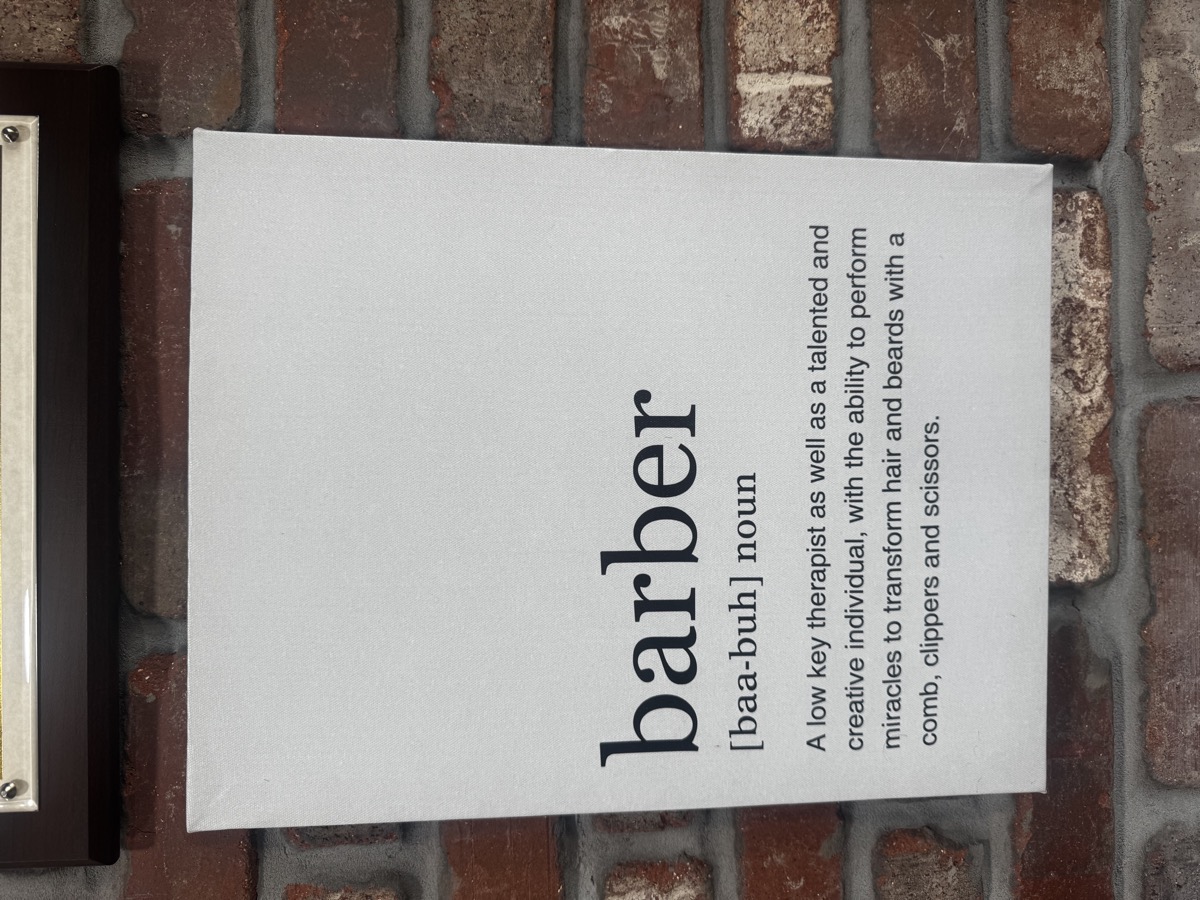 barber
[baa-buh] noun
A low key therapist as well as a talented and
creative individual, with the ability to perform
miracles to transform hair and beards with a
comb, clippers and scissors.